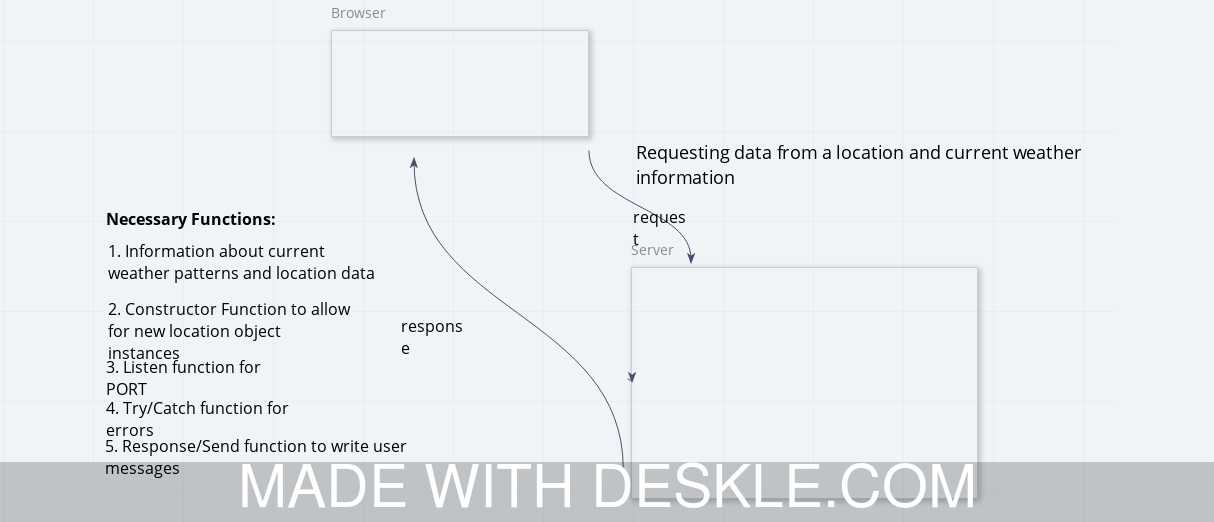 Browser
Requesting data from a location and current weather
information
reques
t
Server
Necessary Functions:
1. Information about current
weather patterns and location data
2. Constructor Function to allow
for new location object
instances
3. Listen function for
PORT
4. Try/Catch function for
errors
5. Response/Send function to write user
messages
respons
e
MADE WITH DESKLE.COM